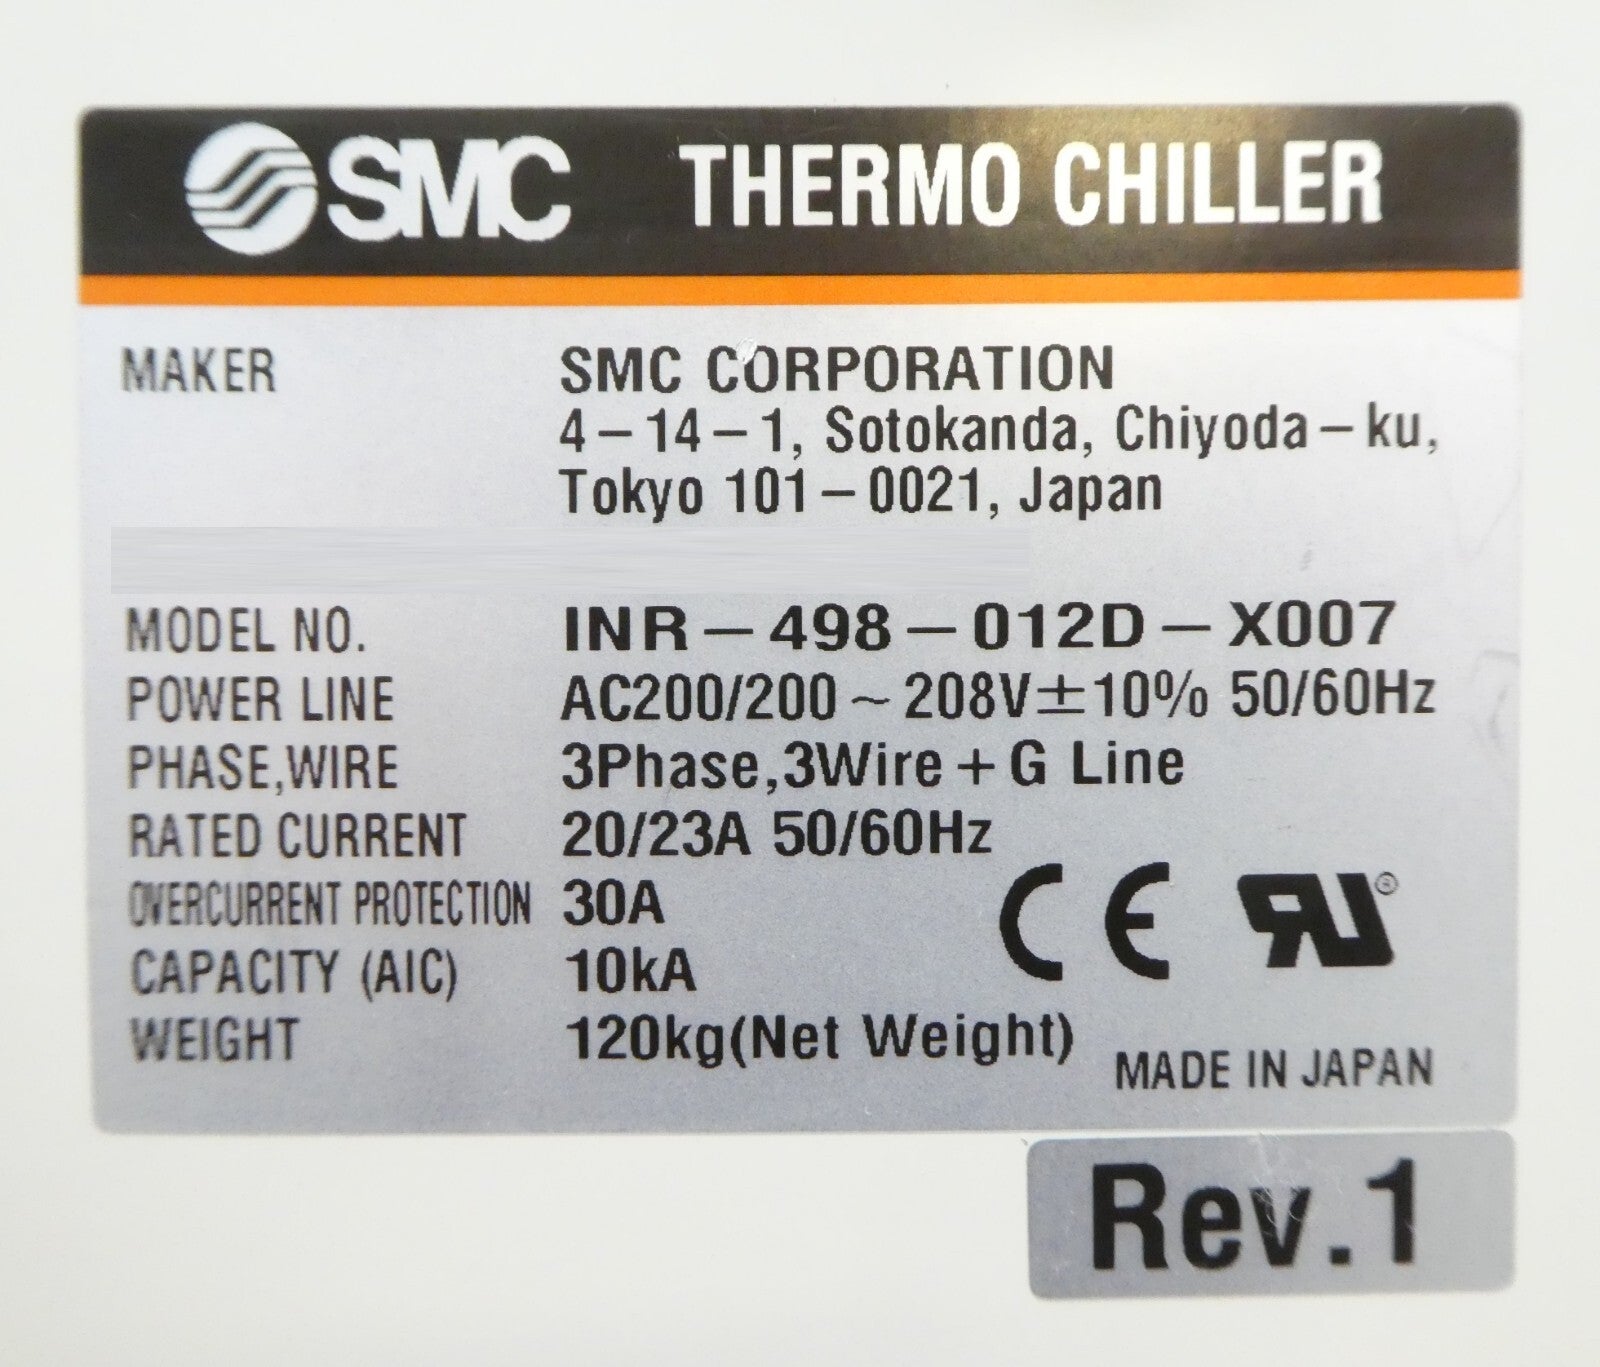 SMC THERMO CHILLER
MAKER SMC CORPORATION
4-14-1, Sotokanda, Chiyoda-ku,
Tokyo 101-0021, Japan
MODEL NO. INR-498-012D-X007
POWER LINE AC200/200~208V±10% 50/60Hz
PHASE,WIRE 3Phase,3Wire+G Line
RATED CURRENT 20/23A 50/60Hz
OVERCURRENT PROTECTION 30A
CAPACITY (AIC) 10kA
WEIGHT 120kg(Net Weight)
CE RU®
MADE IN JAPAN
Rev.1